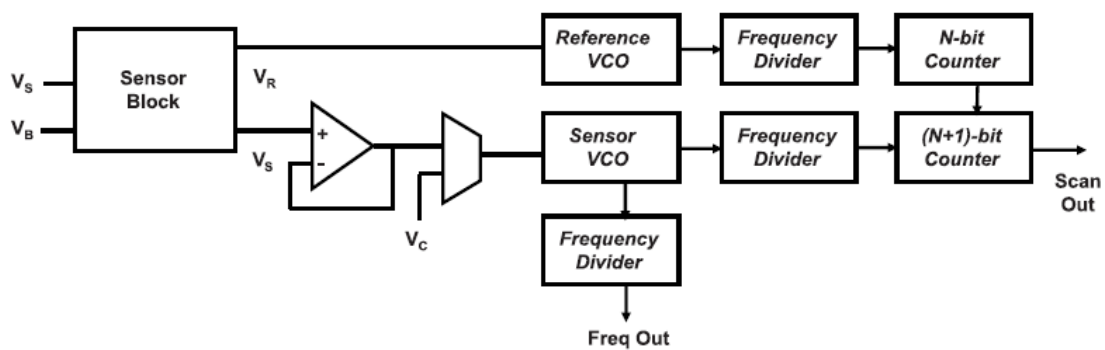 Reference
VCO
Frequency
Divider
N-bit
Counter
V_S
V_B
Sensor
Block
V_R
V_S
+
-
V_C
Sensor
VCO
Frequency
Divider
(N+1)-bit
Counter
Scan
Out
Frequency
Divider
Freq Out